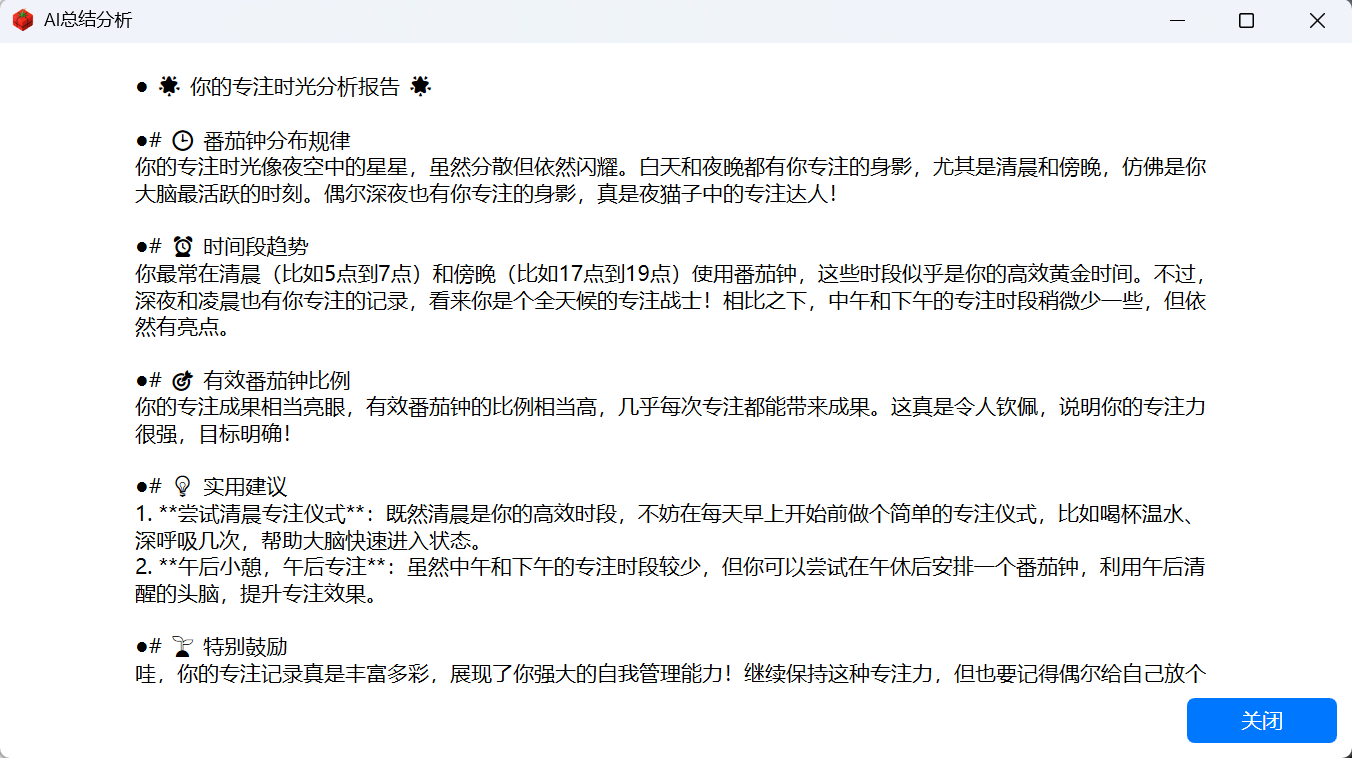 AI总结分析
● 🌟 你的专注时光分析报告 🌟
●# 🕒 番茄钟分布规律
你的专注时光像夜空中的星星，虽然分散但依然闪耀。白天和夜晚都有你专注的身影，尤其是清晨和傍晚，仿佛是你
大脑最活跃的时刻。偶尔深夜也有你专注的身影，真是夜猫子中的专注达人！
●# ⏰ 时间段趋势
你最常在清晨（比如5点到7点）和傍晚（比如17点到19点）使用番茄钟，这些时段似乎是你的高效黄金时间。不过，
深夜和凌晨也有你专注的记录，看来你是个全天候的专注战士！相比之下，中午和下午的专注时段稍微少一些，但依
然有亮点。
●# 🎯 有效番茄钟比例
你的专注成果相当亮眼，有效番茄钟的比例相当高，几乎每次专注都能带来成果。这真是令人钦佩，说明你的专注力
很强，目标明确！
●# 💡 实用建议
1. **尝试清晨专注仪式**：既然清晨是你的高效时段，不妨在每天早上开始前做个简单的专注仪式，比如喝杯温水、
深呼吸几次，帮助大脑快速进入状态。
2. **午后小憩，午后专注**：虽然中午和下午的专注时段较少，但你可以尝试在午休后安排一个番茄钟，利用午后清
醒的头脑，提升专注效果。
●# 🌱 特别鼓励
哇，你的专注记录真是丰富多彩，展现了你强大的自我管理能力！继续保持这种专注力，但也要记得偶尔给自己放个
关闭